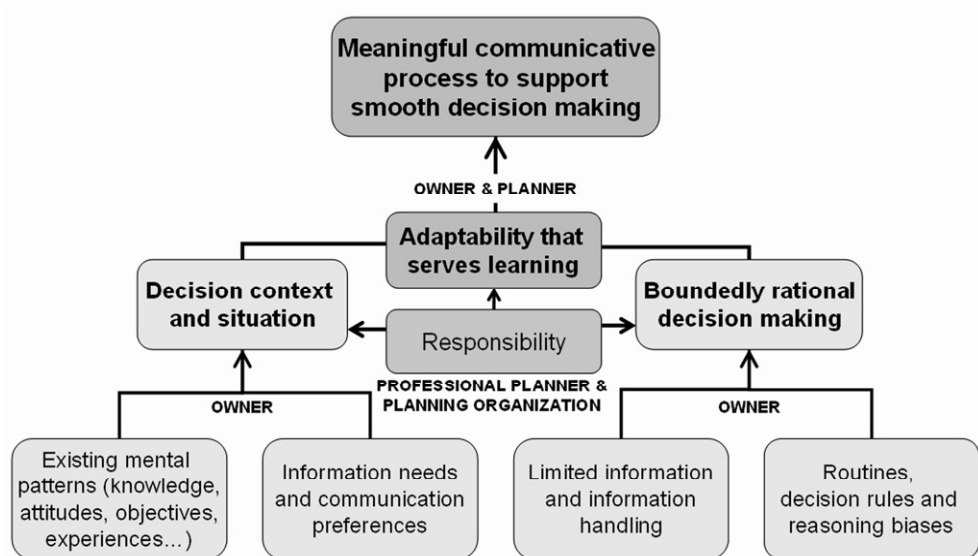 Meaningful communicative
process to support
smooth decision making
OWNER & PLANNER
Adaptability that
serves learning
Decision context
and situation
Boundedly rational
decision making
Responsibility
PROFESSIONAL PLANNER &
PLANNING ORGANIZATION
OWNER
OWNER
Existing mental
patterns (knowledge,
attitudes, objectives,
experiences…)
Information needs
and communication
preferences
Limited information
and information
handling
Routines,
decision rules and
reasoning biases